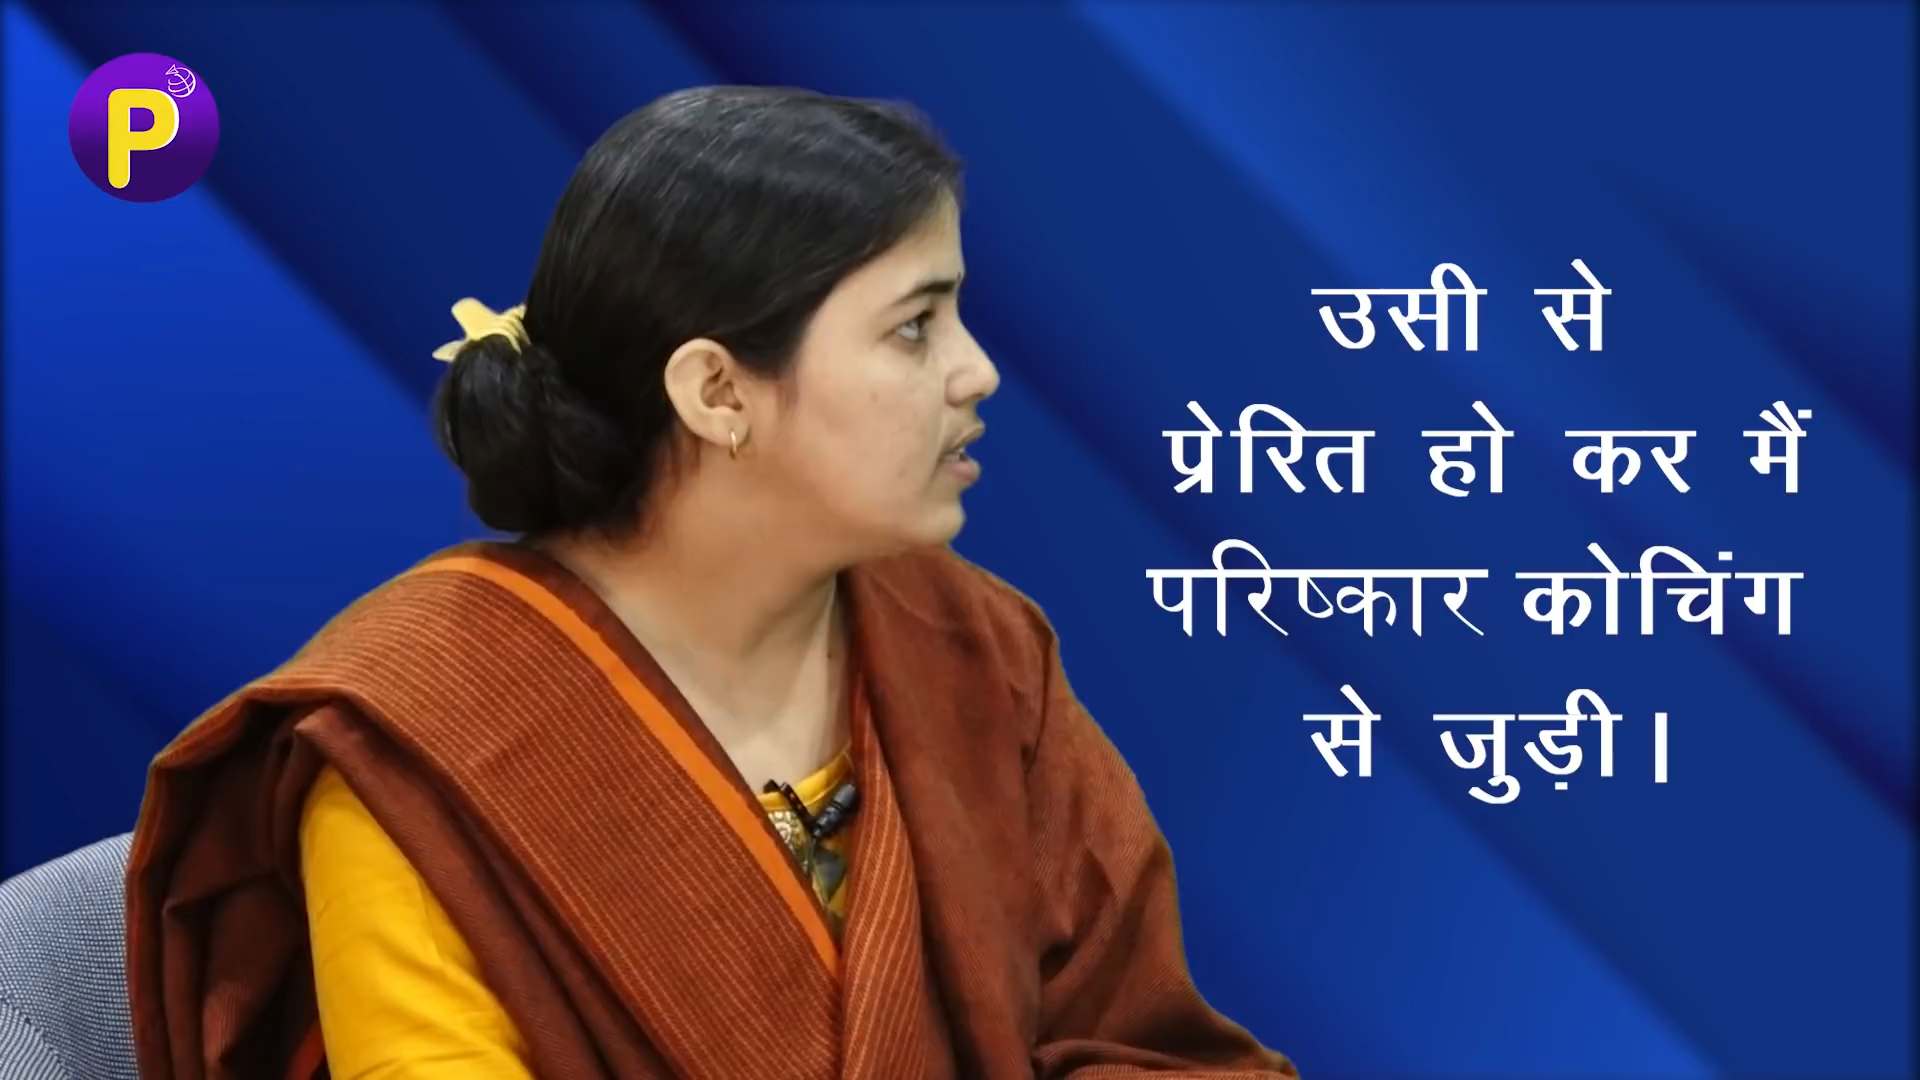 P
उसी से
प्रेरित हो कर मैं
परिष्कार कोचिंग
से जुड़ी।